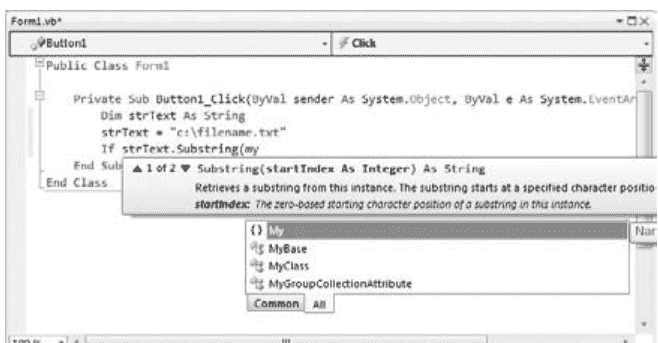 Form1.vb*
Button1
Click
Public Class Form1
Private Sub Button1_Click(ByVal sender As System.Object, ByVal e As System.EventAr
Dim strText As String
strText = "c:\filename.txt"
If strText.Substring(my
End Sub
1 of 2 Substring(startIndex As Integer) As String
End Class
Retrieves a substring from this instance. The substring starts at a specified character positio
startIndex: The zero-based starting character position of a substring in this instance.
{} My
Nar
MyBase
MyClass
MyGroupCollectionAttribute
Common All
100 %